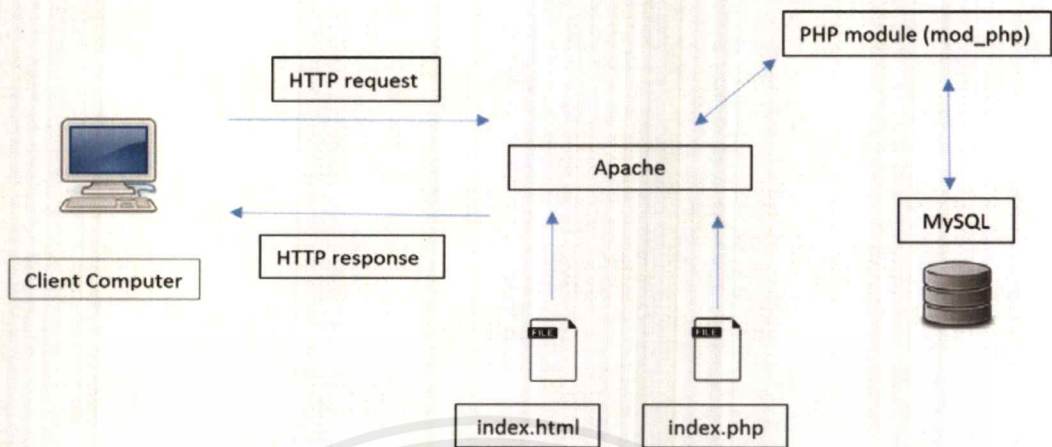 PHP module (mod_php)
HTTP request
Apache
MySQL
HTTP response
Client Computer
FILE
FILE
index.html
index.php